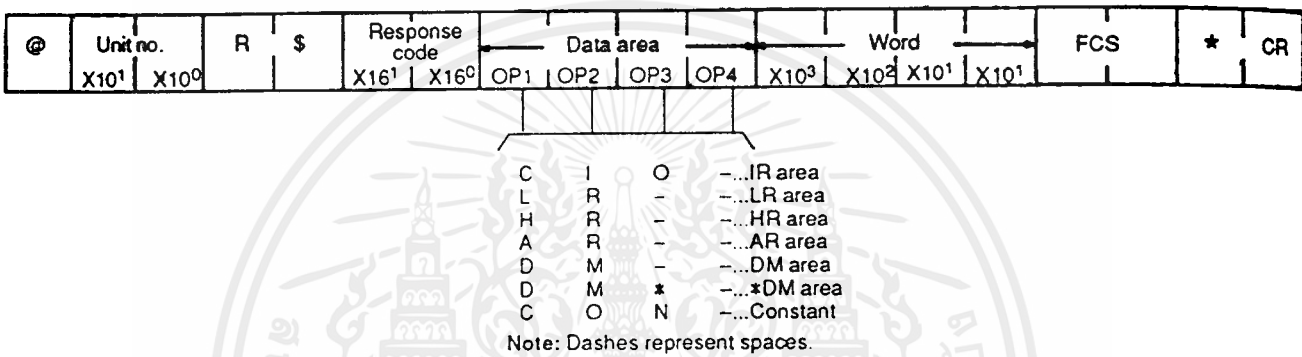 @ Unit no. R $ Response code Data area Word FCS * CR
X10¹ X10⁰ X16¹ X16⁰ OP1 OP2 OP3 OP4 X10³ X10² X10¹ X10¹
C I O –...IR area
L R – –...LR area
H R – –...HR area
A R – –...AR area
D M – –...DM area
D M * –...*DM area
C O N –...Constant
Note: Dashes represent spaces.